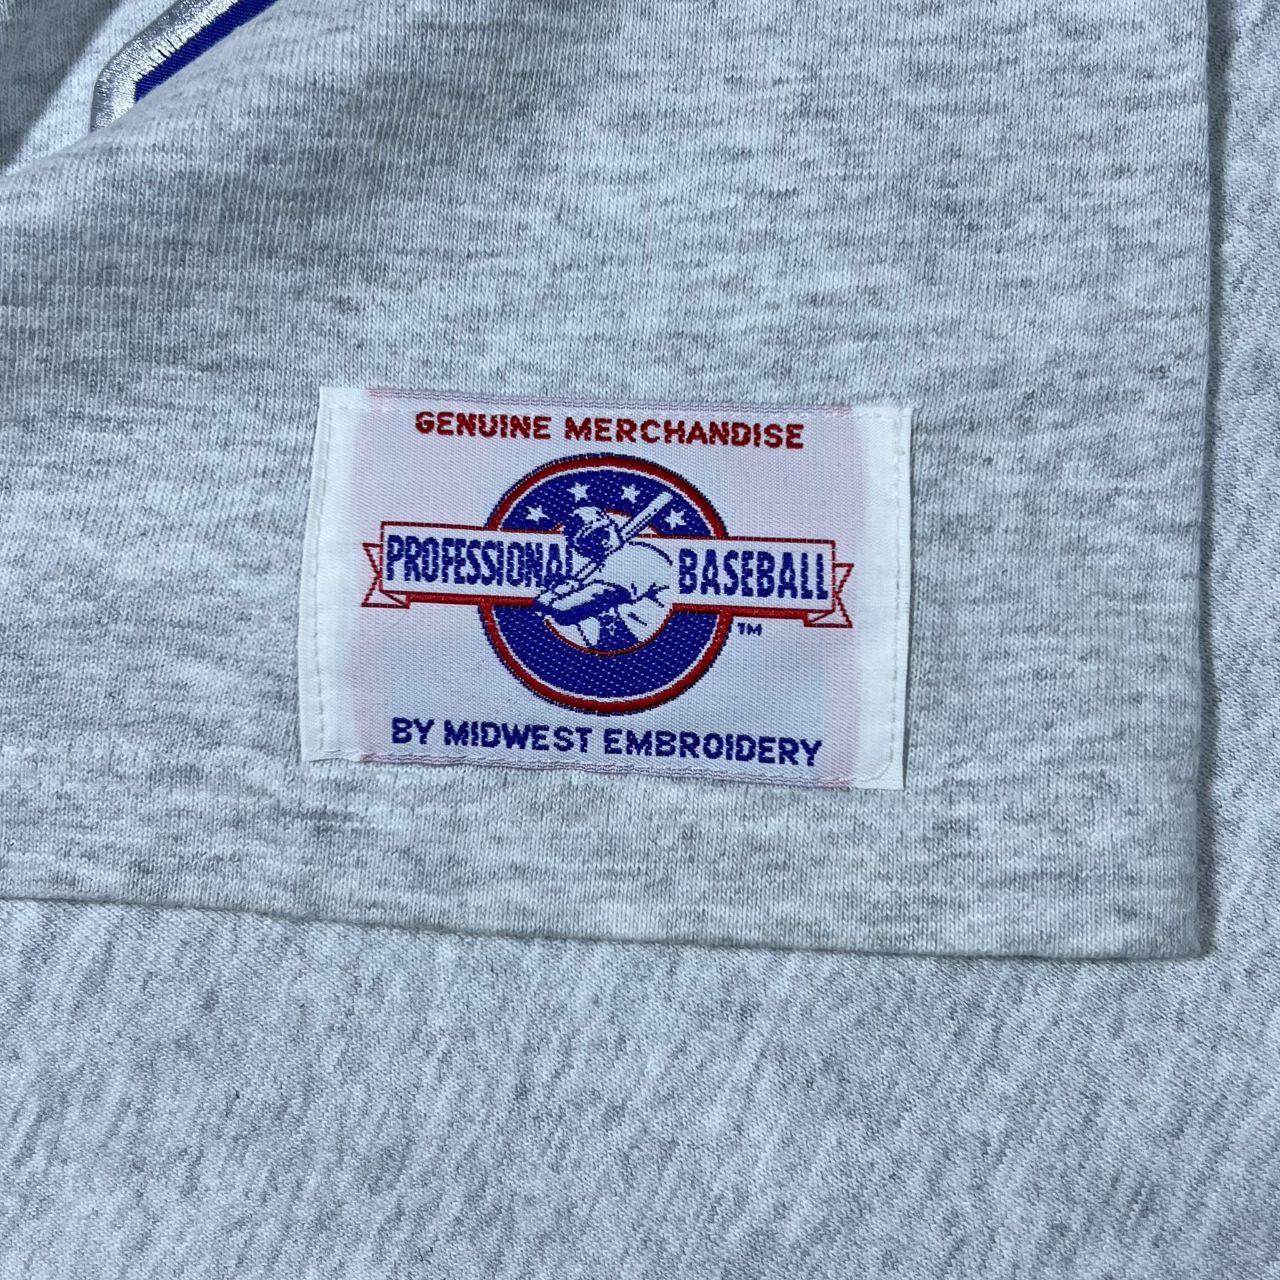 GENUINE MERCHANDISE
PROFESSIONAL BASEBALL
TM
BY MIDWEST EMBROIDERY